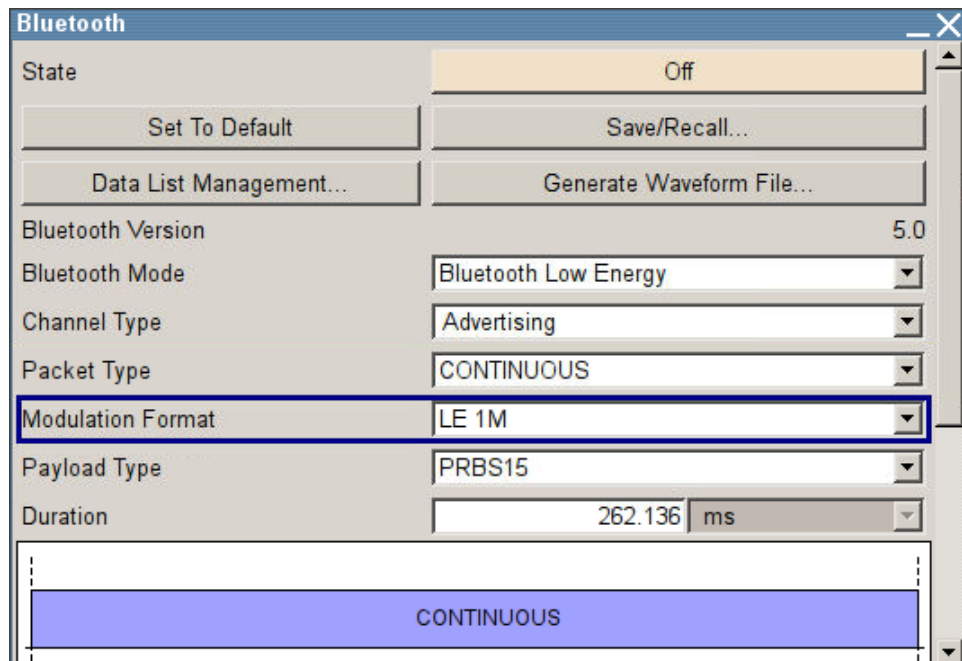 Bluetooth
State Off
Set To Default Save/Recall...
Data List Management... Generate Waveform File...
Bluetooth Version 5.0
Bluetooth Mode Bluetooth Low Energy
Channel Type Advertising
Packet Type CONTINUOUS
Modulation Format LE 1M
Payload Type PRBS15
Duration 262.136 ms
CONTINUOUS